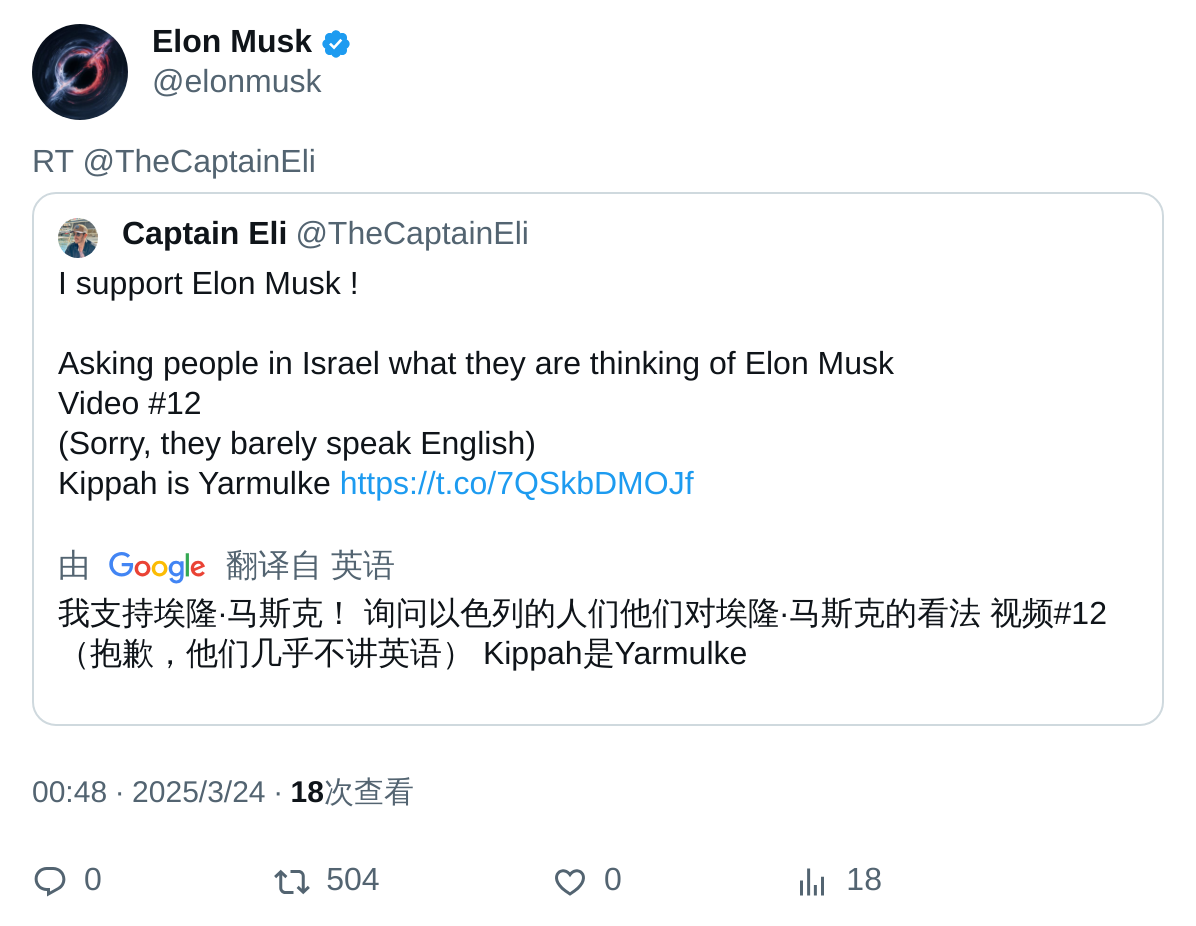 Elon Musk
@elonmusk
RT @TheCaptainEli
Captain Eli @TheCaptainEli
I support Elon Musk !
Asking people in Israel what they are thinking of Elon Musk
Video #12
(Sorry, they barely speak English)
Kippah is Yarmulke https://t.co/7QSkbDMOJf
由 Google 翻译自 英语
我支持埃隆·马斯克！ 询问以色列的人们他们对埃隆·马斯克的看法 视频#12
（抱歉，他们几乎不讲英语） Kippah是Yarmulke
00:48 · 2025/3/24 · 18次查看
0 504 0 18